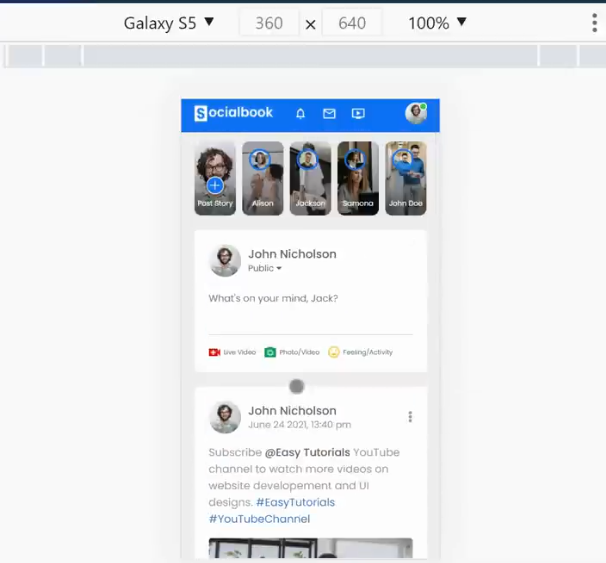 Galaxy S5 360 × 640 100%
Socialbook
Post Story Alison Jackson Samona John Doe
John Nicholson
Public
What's on your mind, Jack?
Live Video Photo/Video Feeling/Activity
John Nicholson
June 24 2021, 13:40 pm
Subscribe @Easy Tutorials YouTube
channel to watch more videos on
website developement and UI
designs. #EasyTutorials
#YouTubeChannel